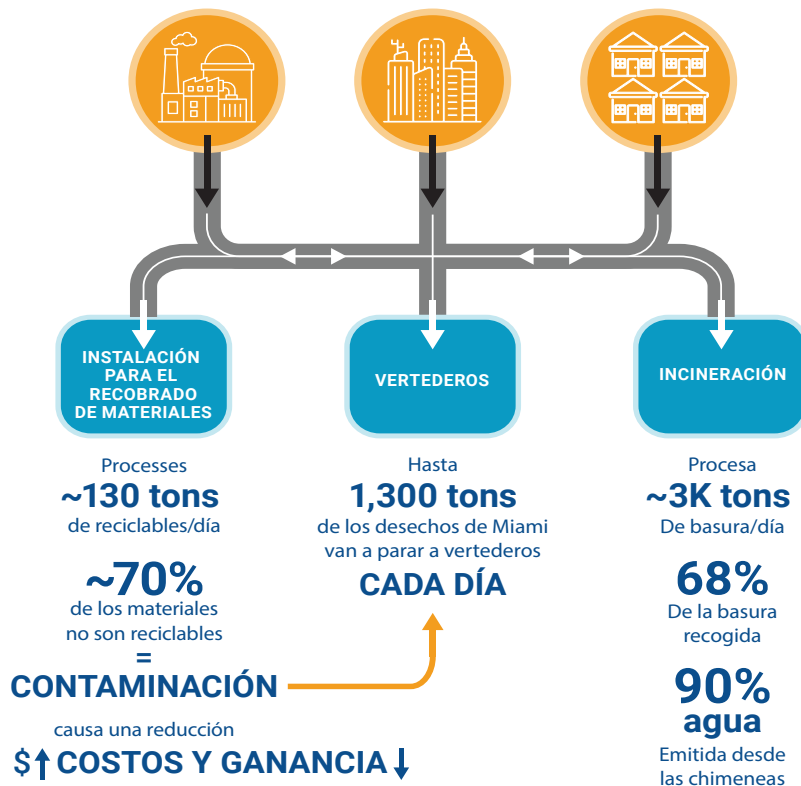 INSTALACIÓN
PARA EL
RECOBRADO
DE MATERIALES
Processes
~130 tons
de reciclables/día
~70%
de los materiales
no son reciclables
=
CONTAMINACIÓN
causa una reducción
$↑ COSTOS Y GANANCIA ↓
VERTEDEROS
Hasta
1,300 tons
de los desechos de Miami
van a parar a vertederos
CADA DÍA
INCINERACIÓN
Procesa
~3K tons
De basura/día
68%
De la basura
recogida
90%
agua
Emitida desde
las chimeneas